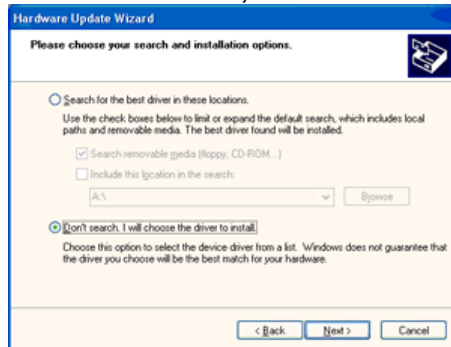 Hardware Update Wizard
Please choose your search and installation options.
Search for the best driver in these locations.
Use the check boxes below to limit or expand the default search, which includes local
paths and removable media. The best driver found will be installed.
Search removable media (floppy, CD-ROM...)
Include this location in the search:
A:\
Browse
Don't search. I will choose the driver to install.
Choose this option to select the device driver from a list. Windows does not guarantee that
the driver you choose will be the best match for your hardware.
< Back Next > Cancel